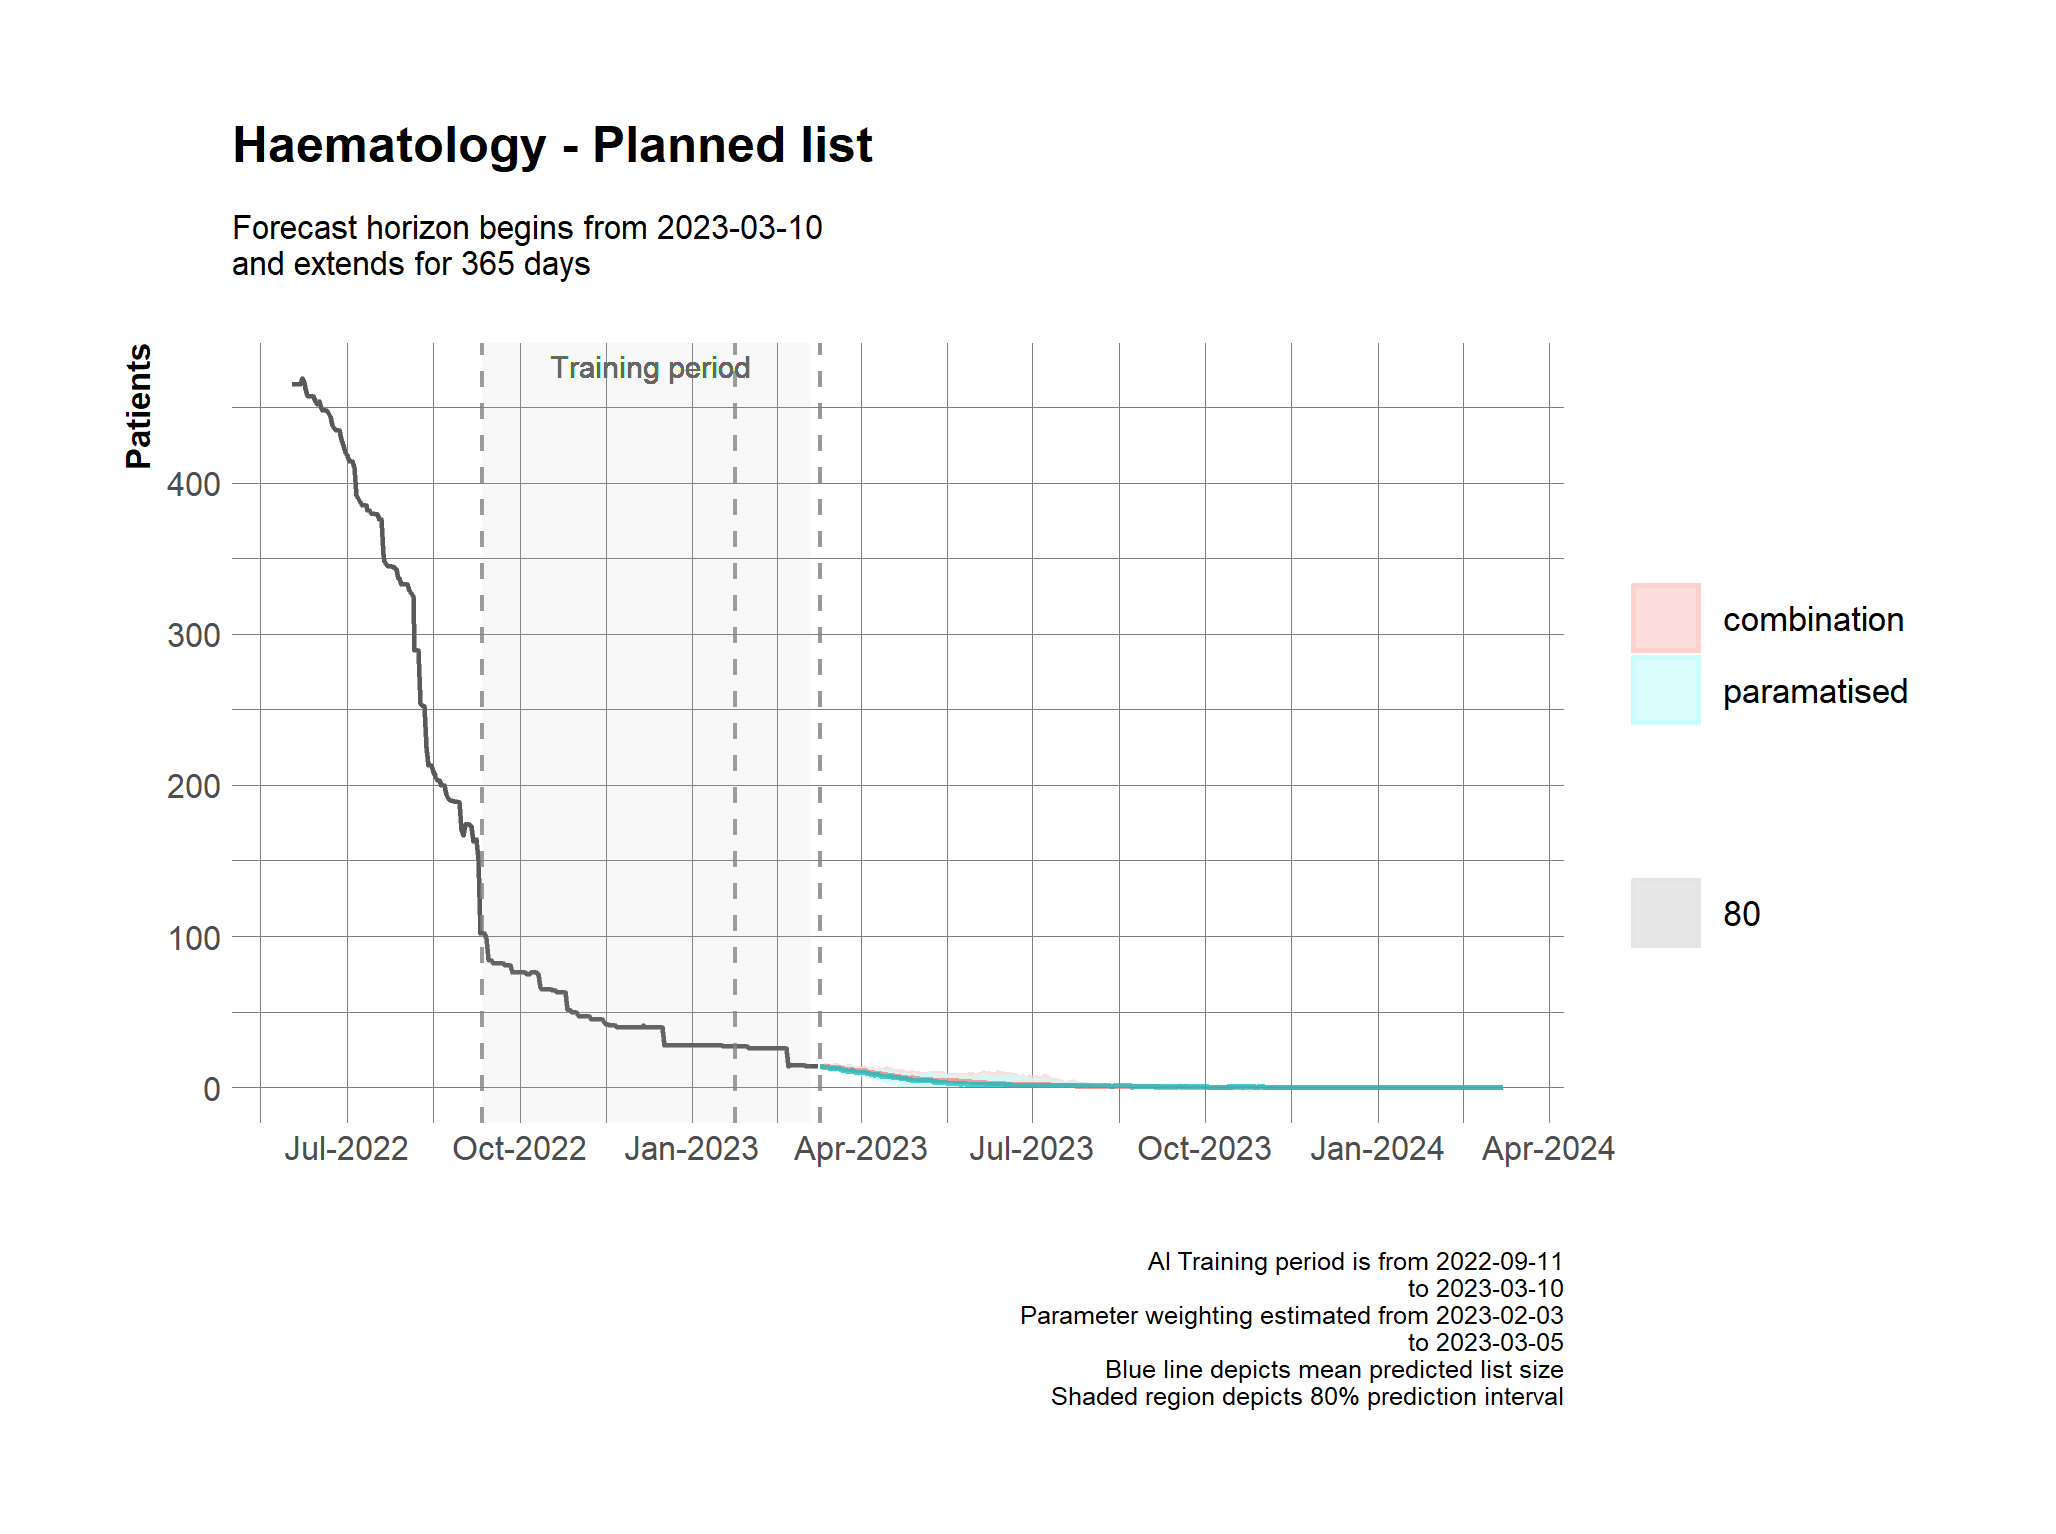 Haematology - Planned list
Forecast horizon begins from 2023-03-10
and extends for 365 days
Patients
Training period
400
300
200
100
0
Jul-2022
Oct-2022
Jan-2023
Apr-2023
Jul-2023
Oct-2023
Jan-2024
Apr-2024
combination
paramatised
80
AI Training period is from 2022-09-11
to 2023-03-10
Parameter weighting estimated from 2023-02-03
to 2023-03-05
Blue line depicts mean predicted list size
Shaded region depicts 80% prediction interval